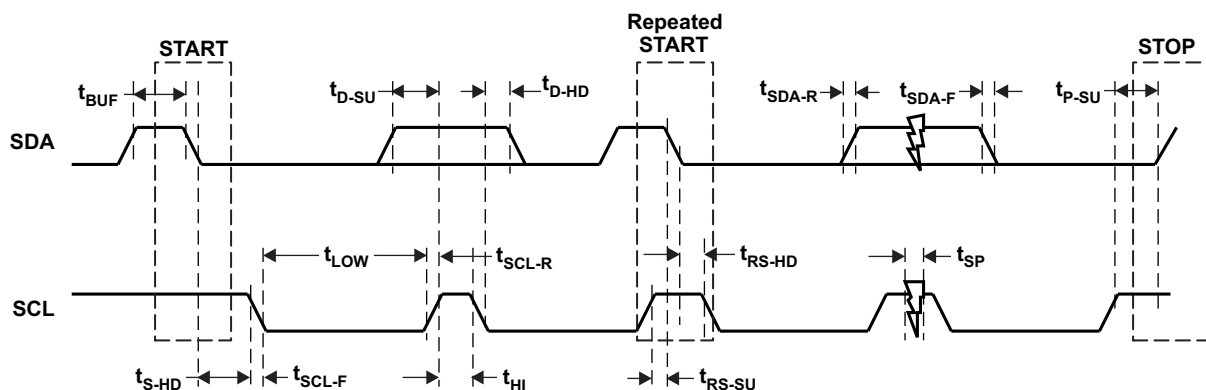 START
Repeated
START
STOP
tBUF
tD-SU
tD-HD
tSDA-R
tSDA-F
tP-SU
SDA
tLOW
tSCL-R
tRS-HD
tSP
SCL
tS-HD
tSCL-F
tHI
tRS-SU